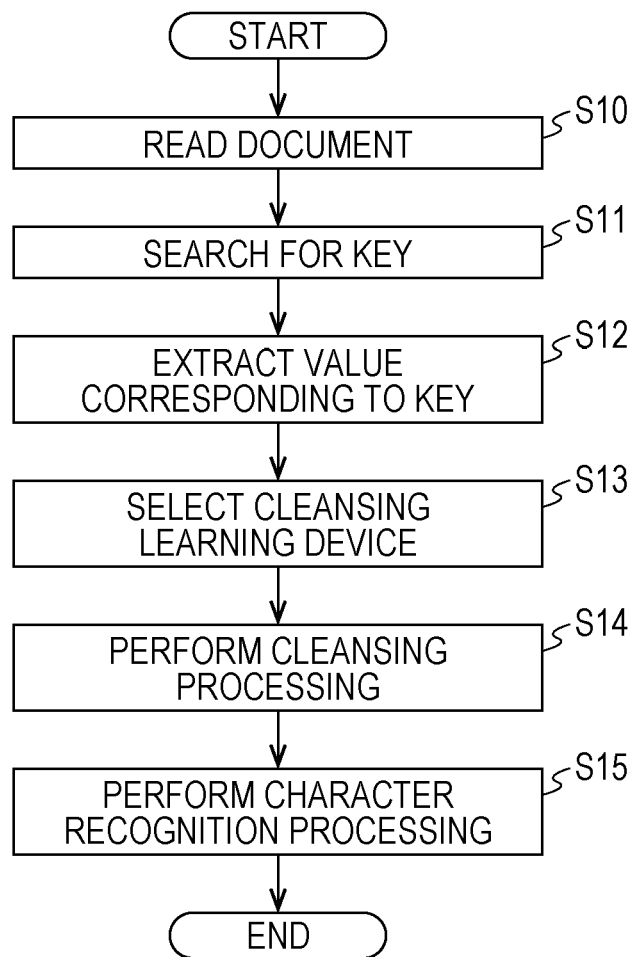 START
S10
READ DOCUMENT
S11
SEARCH FOR KEY
S12
EXTRACT VALUE
CORRESPONDING TO KEY
S13
SELECT CLEANSING
LEARNING DEVICE
S14
PERFORM CLEANSING
PROCESSING
S15
PERFORM CHARACTER
RECOGNITION PROCESSING
END